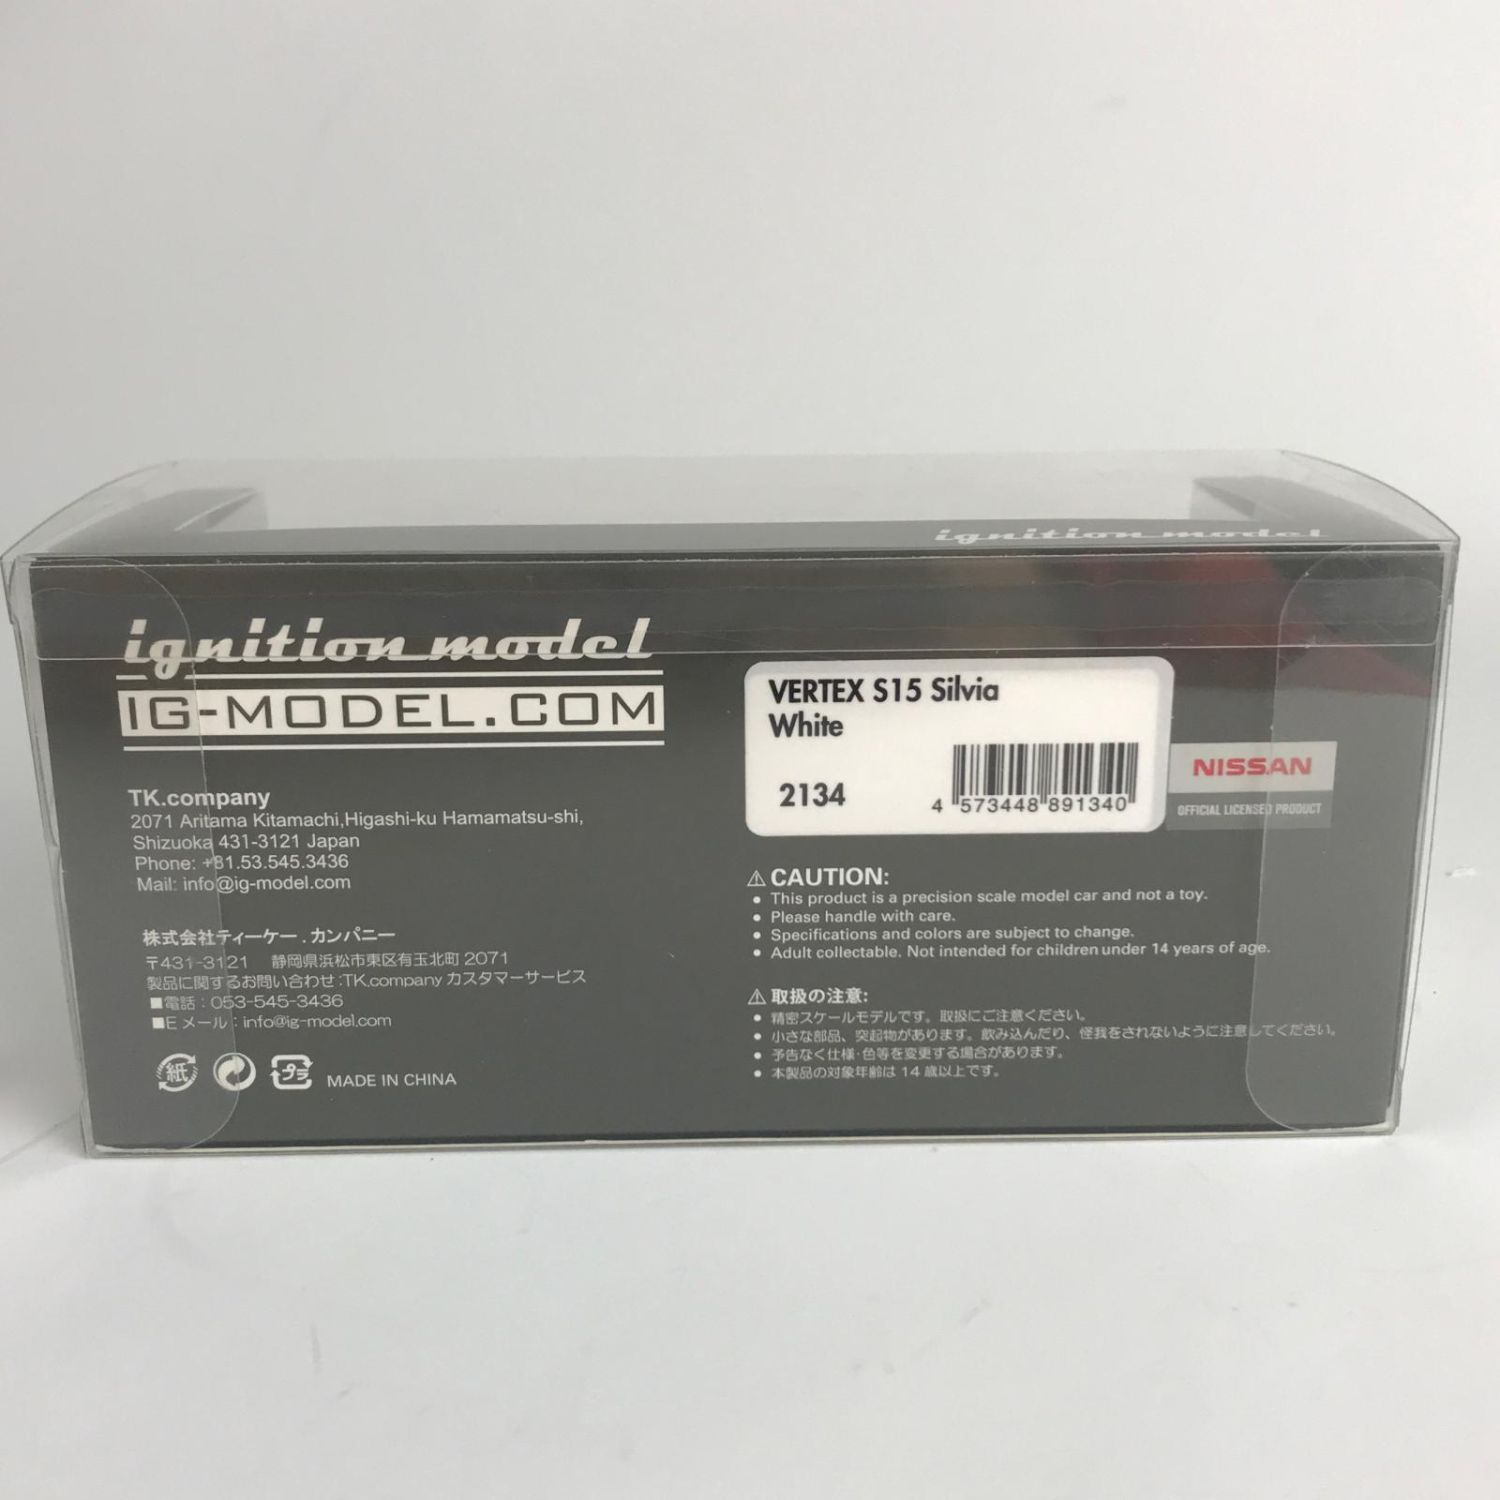 ignition model
ignition model
IG-MODEL.COM
TK.company
2071 Aritama Kitamachi,Higashi-ku Hamamatsu-shi,
Shizuoka 431-3121 Japan
Phone: +81.53.545.3436
Mail: info@ig-model.com
株式会社ティーケー.カンパニー
〒431-3121 静岡県浜松市東区有玉北町2071
製品に関するお問い合わせ:TK.company カスタマーサービス
■電話:053-545-3436
■Eメール:info@ig-model.com
紙
プラ
MADE IN CHINA
VERTEX S15 Silvia
White
2134
4 573448 891340
NISSAN
OFFICIAL LICENSED PRODUCT
⚠ CAUTION:
• This product is a precision scale model car and not a toy.
• Please handle with care.
• Specifications and colors are subject to change.
• Adult collectable. Not intended for children under 14 years of age.
⚠ 取扱の注意:
• 精密スケールモデルです。取扱にご注意ください。
• 小さな部品、突起物があります。飲み込んだり、怪我をされないように注意してください。
• 予告なく仕様・色等を変更する場合があります。
• 本製品の対象年齢は14歳以上です。